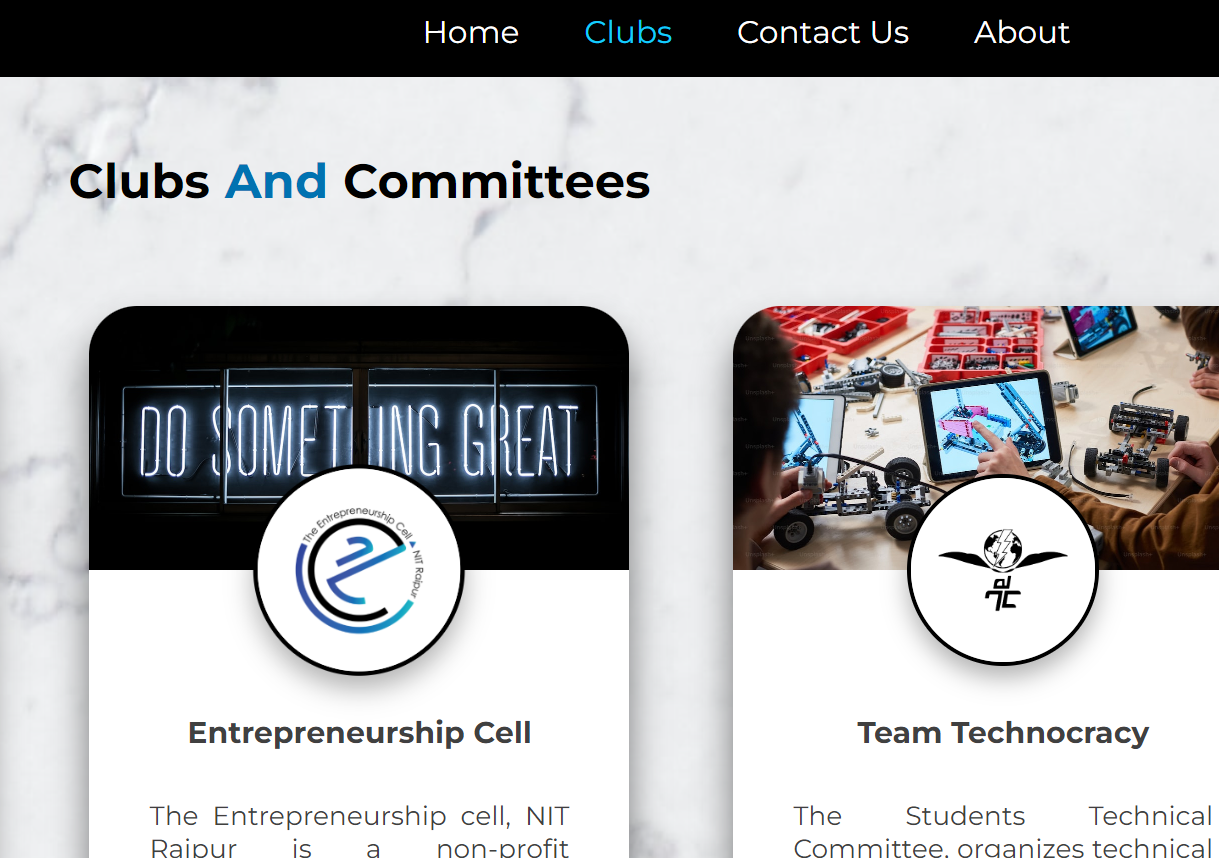 Home Clubs Contact Us About
Clubs And Committees
DO SOMETHING GREAT
The Entrepreneurship Cell NIT Raipur
Entrepreneurship Cell
Team Technocracy
The Entrepreneurship cell, NIT
Raipur is a non-profit
The Students Technical
Committee, organizes technical